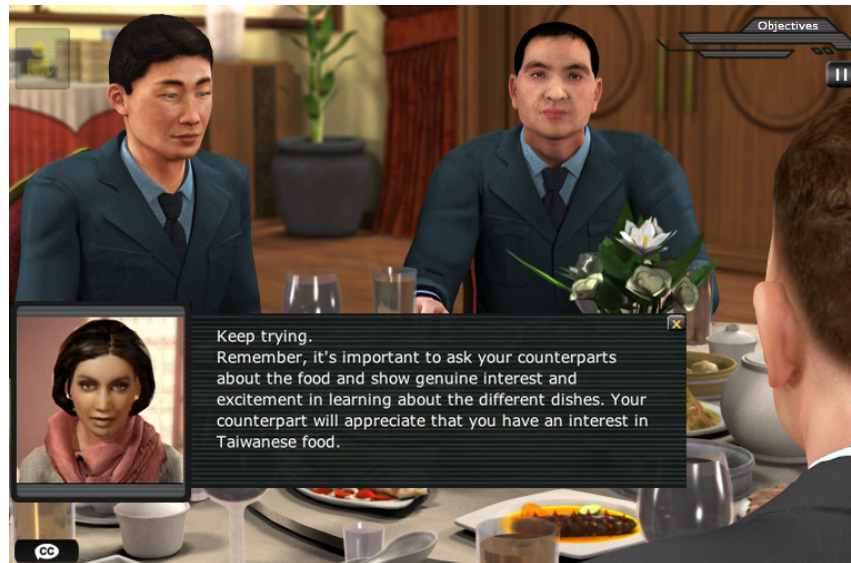 Objectives
Keep trying.
Remember, it's important to ask your counterparts
about the food and show genuine interest and
excitement in learning about the different dishes. Your
counterpart will appreciate that you have an interest in
Taiwanese food.
X
CC